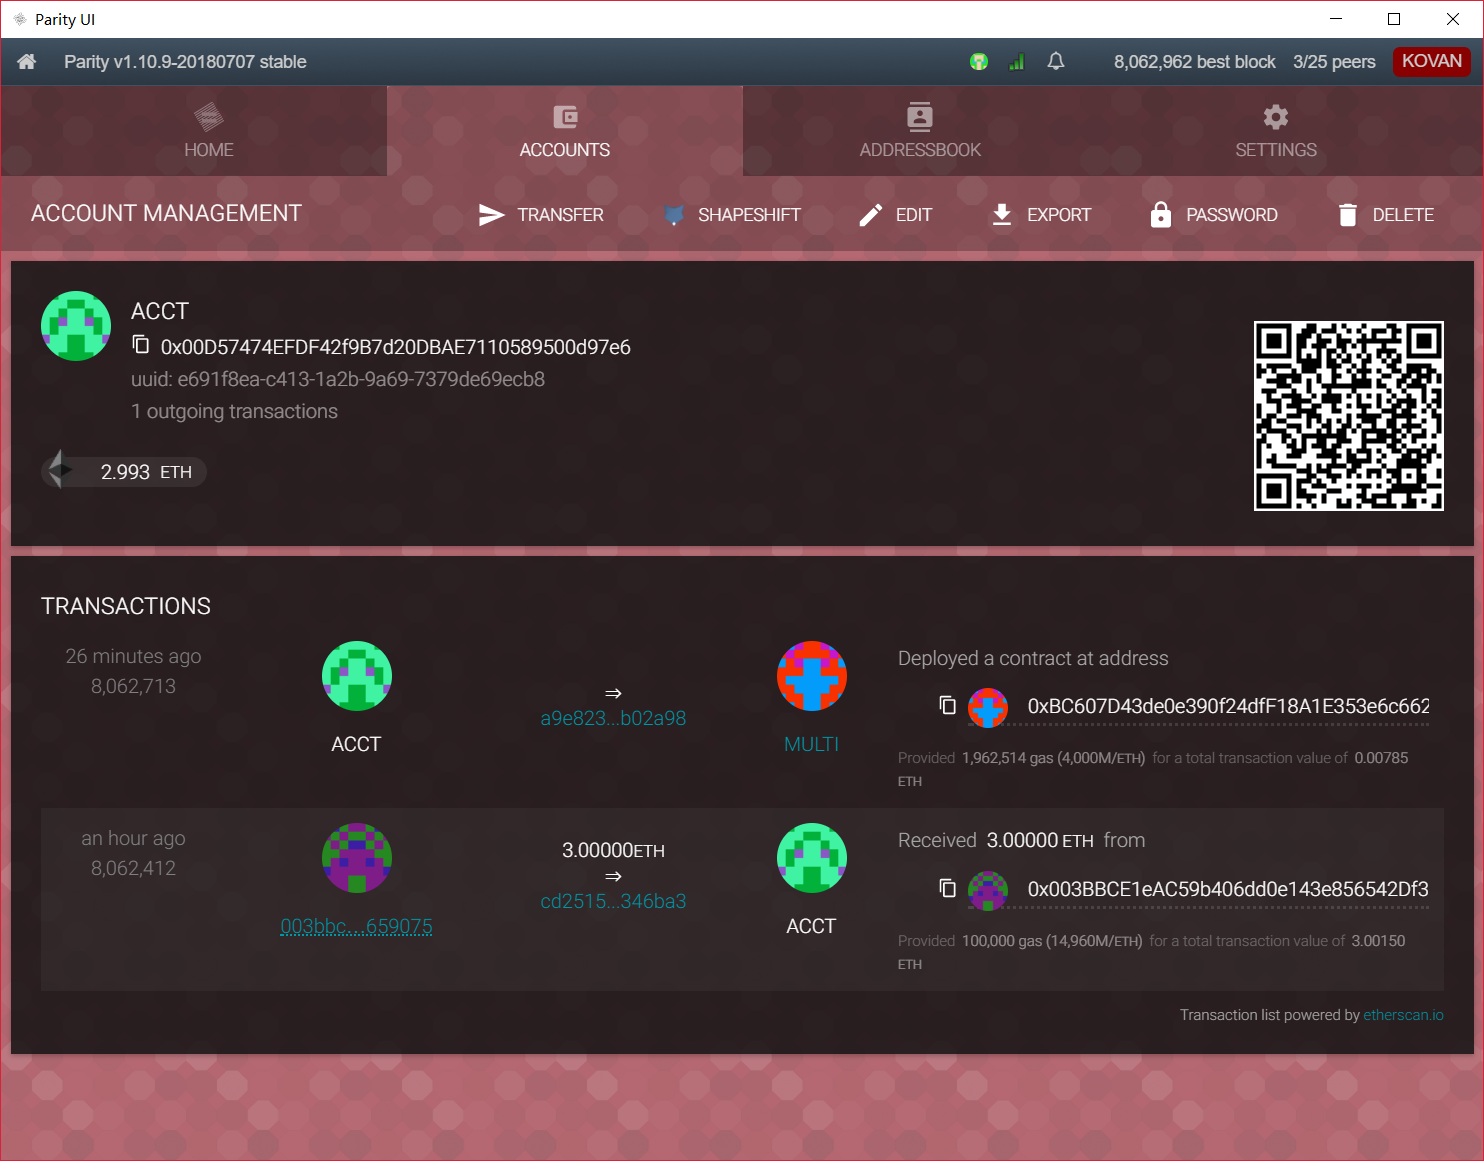 Parity UI
Parity v1.10.9-20180707 stable
8,062,962 best block 3/25 peers KOVAN
HOME ACCOUNTS ADDRESSBOOK SETTINGS
ACCOUNT MANAGEMENT TRANSFER SHAPESHIFT EDIT EXPORT PASSWORD DELETE
ACCT
0x00D57474EFDF42f9B7d20DBAE7110589500d97e6
uuid: e691f8ea-c413-1a2b-9a69-7379de69ecb8
1 outgoing transactions
2.993 ETH
TRANSACTIONS
26 minutes ago
8,062,713
ACCT
⇒
a9e823...b02a98
MULTI
Deployed a contract at address
0xBC607D43de0e390f24dfF18A1E353e6c662
Provided 1,962,514 gas (4,000M/ETH) for a total transaction value of 0.00785
ETH
an hour ago
8,062,412
003bbc...659075
3.00000ETH
⇒
cd2515...346ba3
ACCT
Received 3.00000 ETH from
0x003BBCE1eAC59b406dd0e143e856542Df3
Provided 100,000 gas (14,960M/ETH) for a total transaction value of 3.00150
ETH
Transaction list powered by etherscan.io